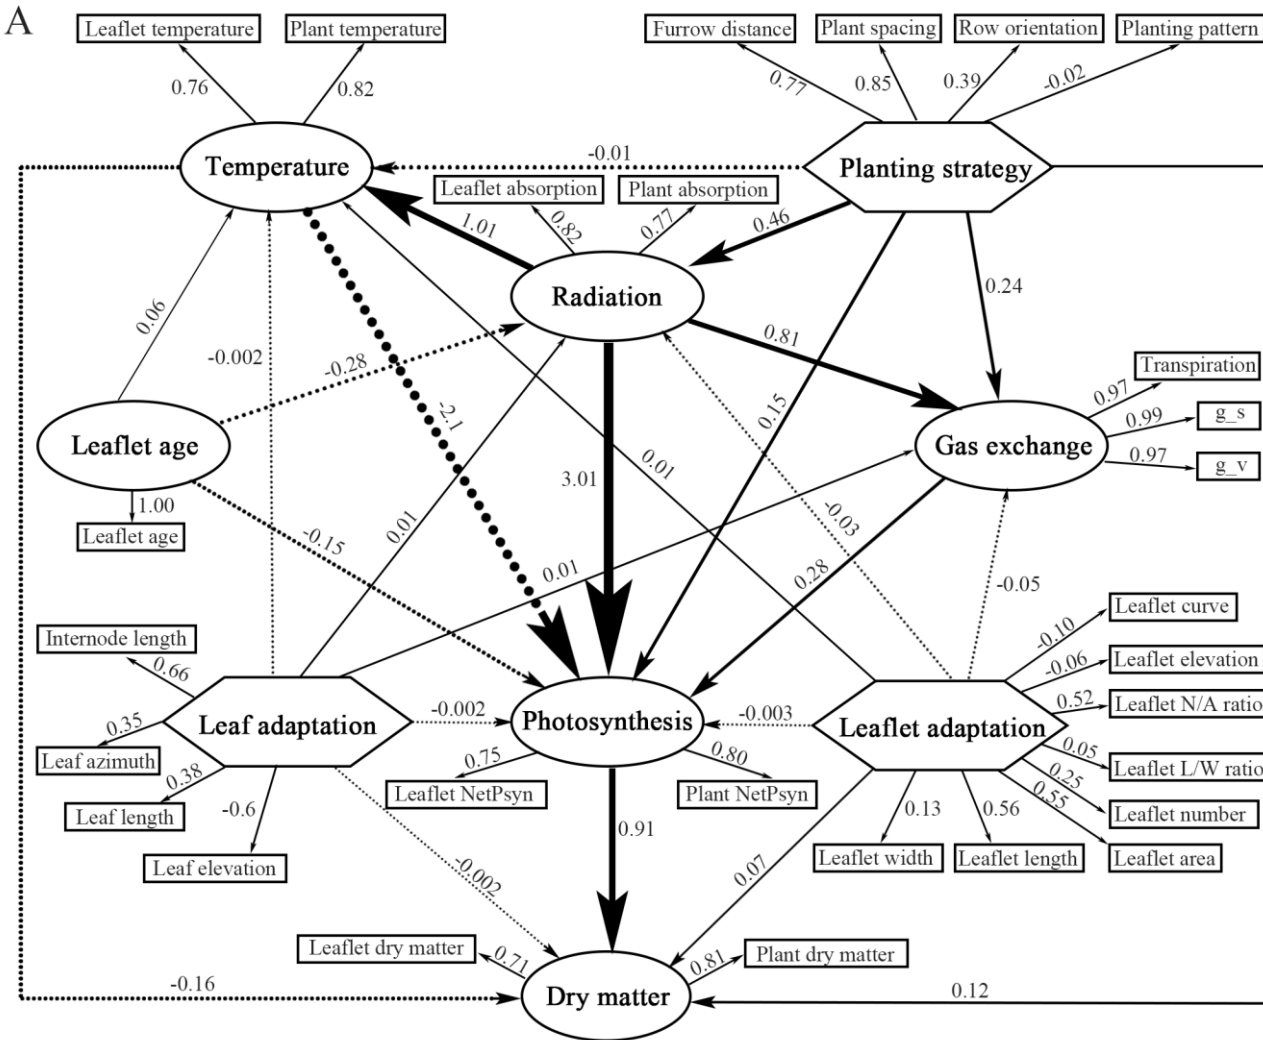 A
Leaflet temperature
Plant temperature
Furrow distance
Plant spacing
Row orientation
Planting pattern
0.76
0.82
0.77
0.85
0.39
-0.02
Temperature
-0.01
Planting strategy
Leaflet absorption
Plant absorption
1.01
0.82
0.77
0.46
Radiation
0.24
0.06
-0.002
-0.28
0.81
Transpiration
0.97
Leaflet age
-2.1
0.15
Gas exchange
0.99
g_s
0.97
g_v
1.00
Leaflet age
3.01
0.01
-0.15
0.01
-0.03
0.01
0.28
-0.05
Internode length
0.66
Leaflet curve
-0.10
Leaflet elevation
-0.06
Leaf adaptation
-0.002
Photosynthesis
-0.003
Leaflet adaptation
0.52
Leaflet N/A ratio
0.35
Leaf azimuth
0.38
Leaf length
-0.6
Leaf elevation
0.75
Leaflet NetPsyn
0.80
Plant NetPsyn
0.05
Leaflet L/W ratio
0.25
Leaflet number
0.55
Leaflet area
0.13
Leaflet width
0.56
Leaflet length
0.91
-0.002
0.07
Leaflet dry matter
0.71
0.81
Plant dry matter
-0.16
Dry matter
0.12